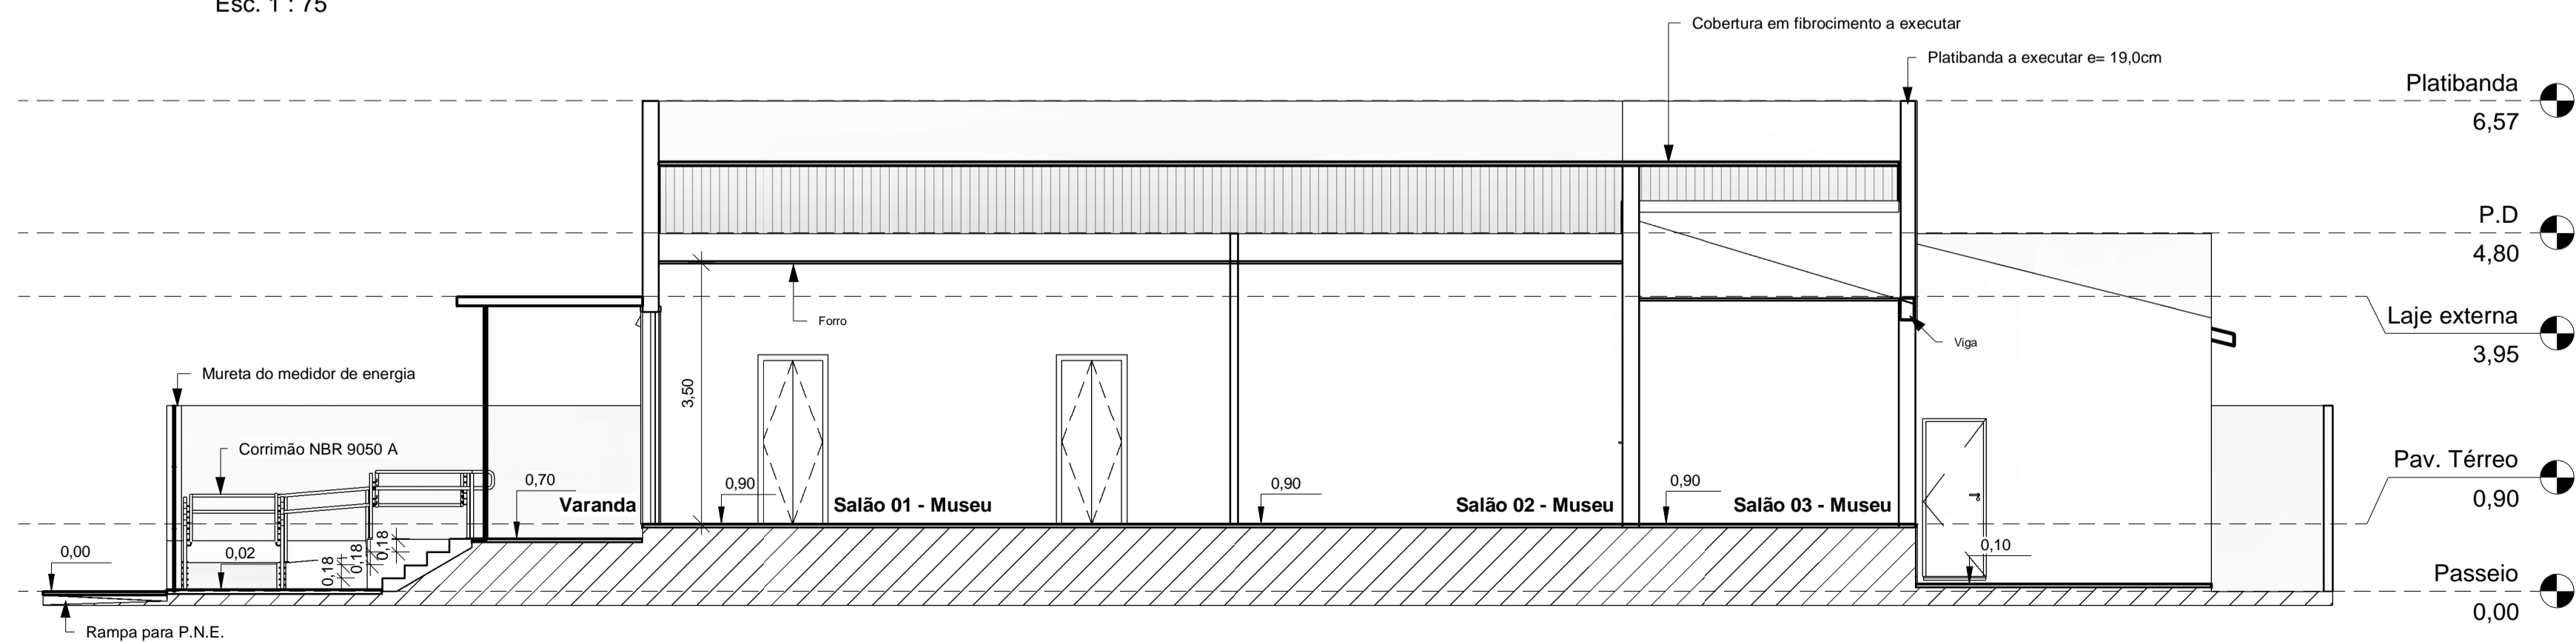 Esc. 1 : 75
Cobertura em fibrocimento a executar
Platibanda a executar e= 19,0cm
Platibanda
6,57
P.D
4,80
Forro
Laje externa
3,95
Viga
Mureta do medidor de energia
3,50
Corrimão NBR 9050 A
Pav. Térreo
0,90
0,70
0,90
0,90
0,90
Varanda
Salão 01 - Museu
Salão 02 - Museu
Salão 03 - Museu
0,00
0,02
0,18
0,18
0,18
0,10
Passeio
0,00
Rampa para P.N.E.